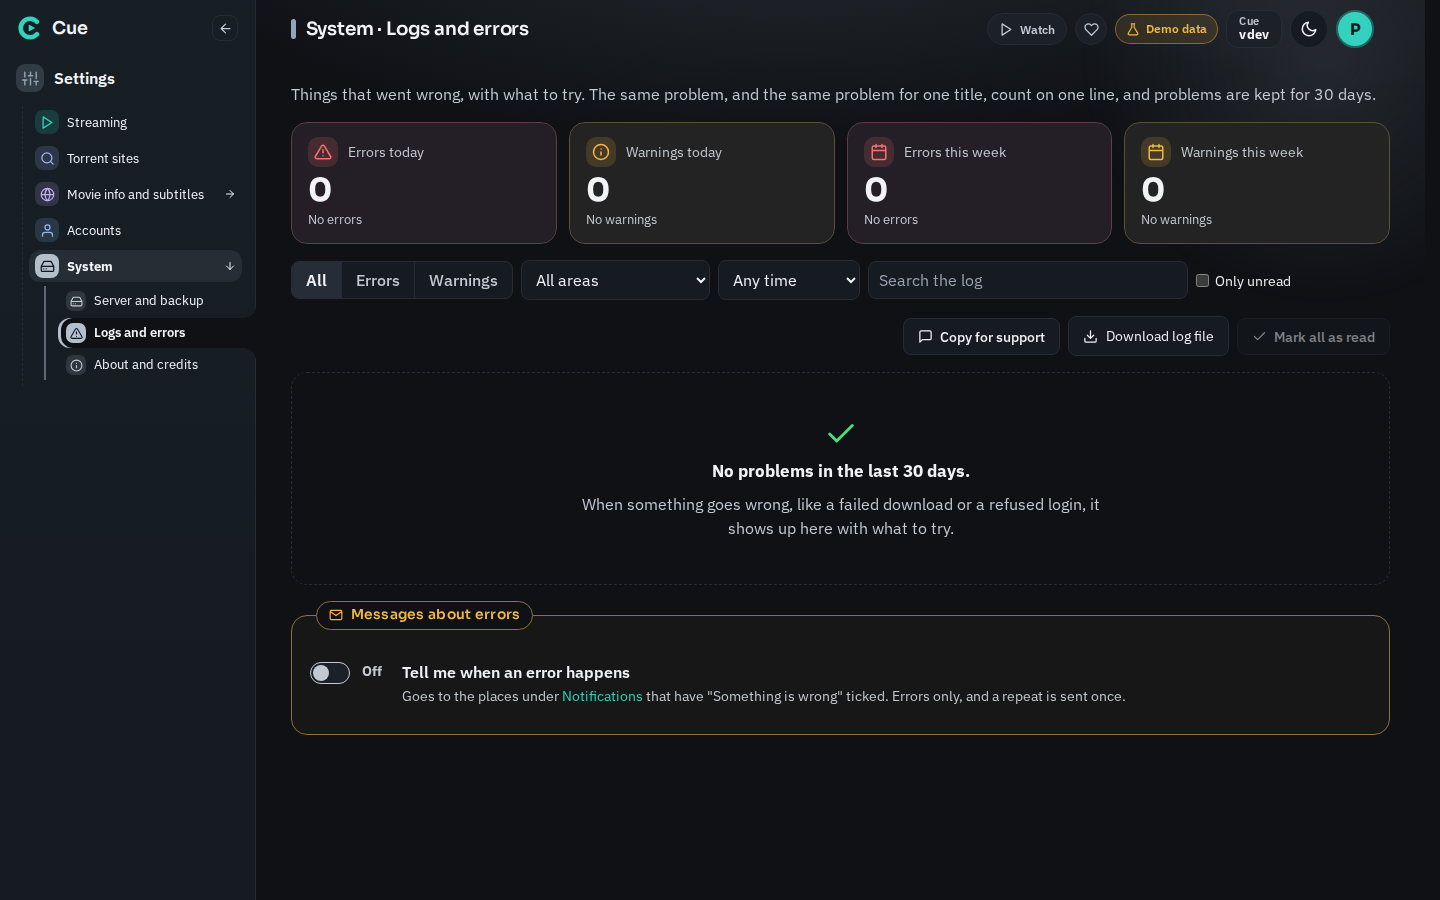 Cue
Settings
Streaming
Torrent sites
Movie info and subtitles
Accounts
System
Server and backup
Logs and errors
About and credits
System · Logs and errors
Watch
Demo data
Cue
vdev
P
Things that went wrong, with what to try. The same problem, and the same problem for one title, count on one line, and problems are kept for 30 days.
Errors today
0
No errors
Warnings today
0
No warnings
Errors this week
0
No errors
Warnings this week
0
No warnings
All
Errors
Warnings
All areas
Any time
Search the log
Only unread
Copy for support
Download log file
Mark all as read
No problems in the last 30 days.
When something goes wrong, like a failed download or a refused login, it
shows up here with what to try.
Messages about errors
Off
Tell me when an error happens
Goes to the places under Notifications that have "Something is wrong" ticked. Errors only, and a repeat is sent once.